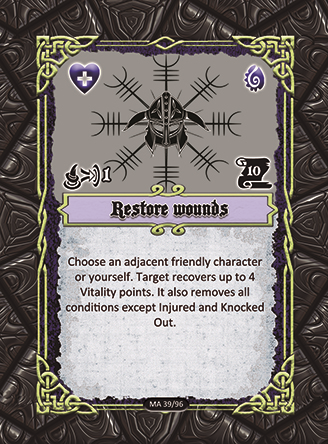 1
10
Restore wounds
Choose an adjacent friendly character
or yourself. Target recovers up to 4
Vitality points. It also removes all
conditions except Injured and Knocked
Out.
MA 39/96